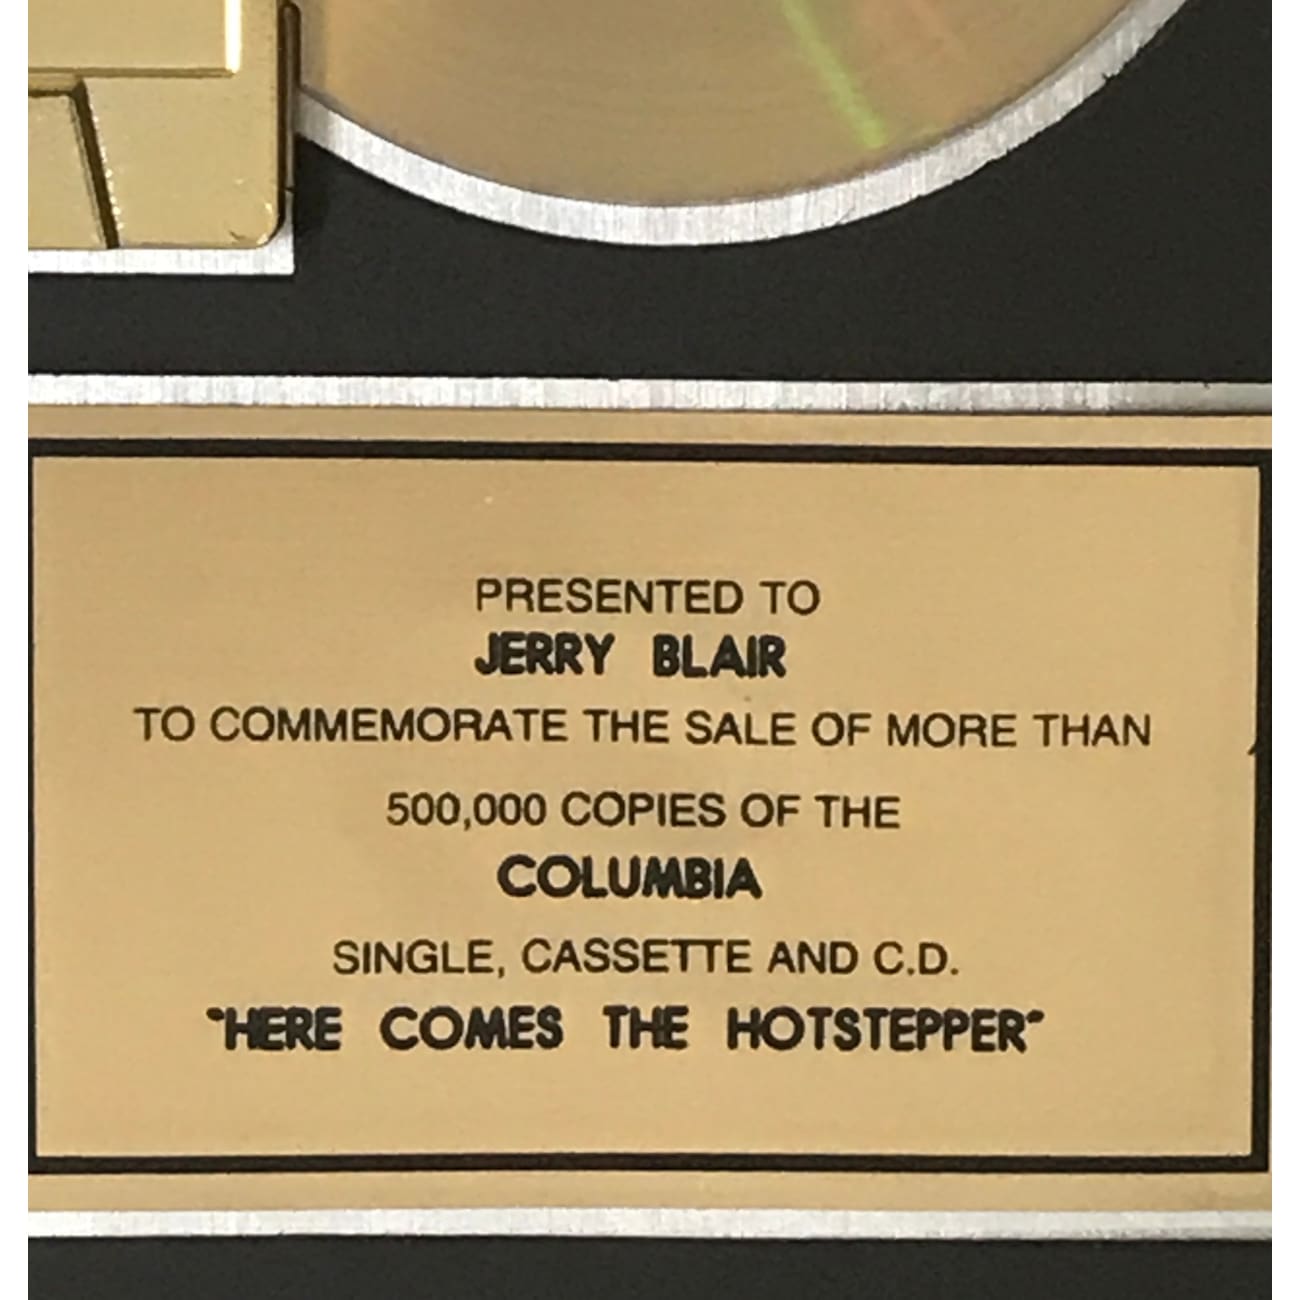 PRESENTED TO
JERRY BLAIR
TO COMMEMORATE THE SALE OF MORE THAN
500,000 COPIES OF THE
COLUMBIA
SINGLE, CASSETTE AND C.D.
"HERE COMES THE HOTSTEPPER"